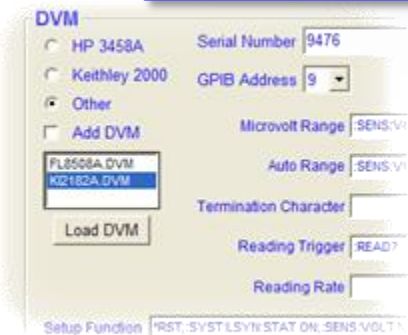 DVM
HP 3458A
Serial Number 9476
Keithley 2000
GPIB Address 9
Other
Add DVM
Microvolt Range :SENS:V
FL8508A.DVM
Auto Range :SENS:V
KI2182A.DVM
Termination Character
Load DVM
Reading Trigger :READ?
Reading Rate
Setup Function *RST;:SYST:LSYN:STAT ON;:SENS:VOLT: